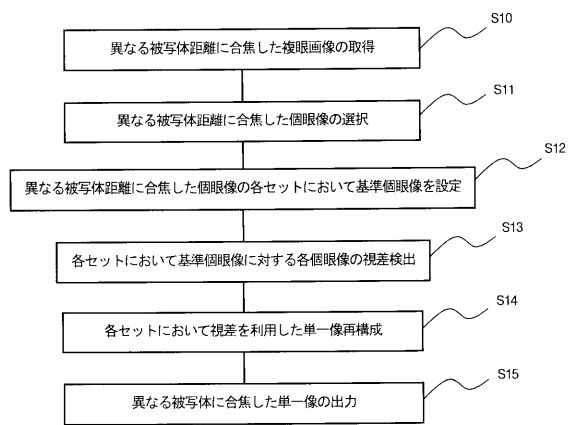 S10
異なる被写体距離に合焦した複眼画像の取得
S11
異なる被写体距離に合焦した個眼像の選択
S12
異なる被写体距離に合焦した個眼像の各セットにおいて基準個眼像を設定
S13
各セットにおいて基準個眼像に対する各個眼像の視差検出
S14
各セットにおいて視差を利用した単一像再構成
S15
異なる被写体に合焦した単一像の出力